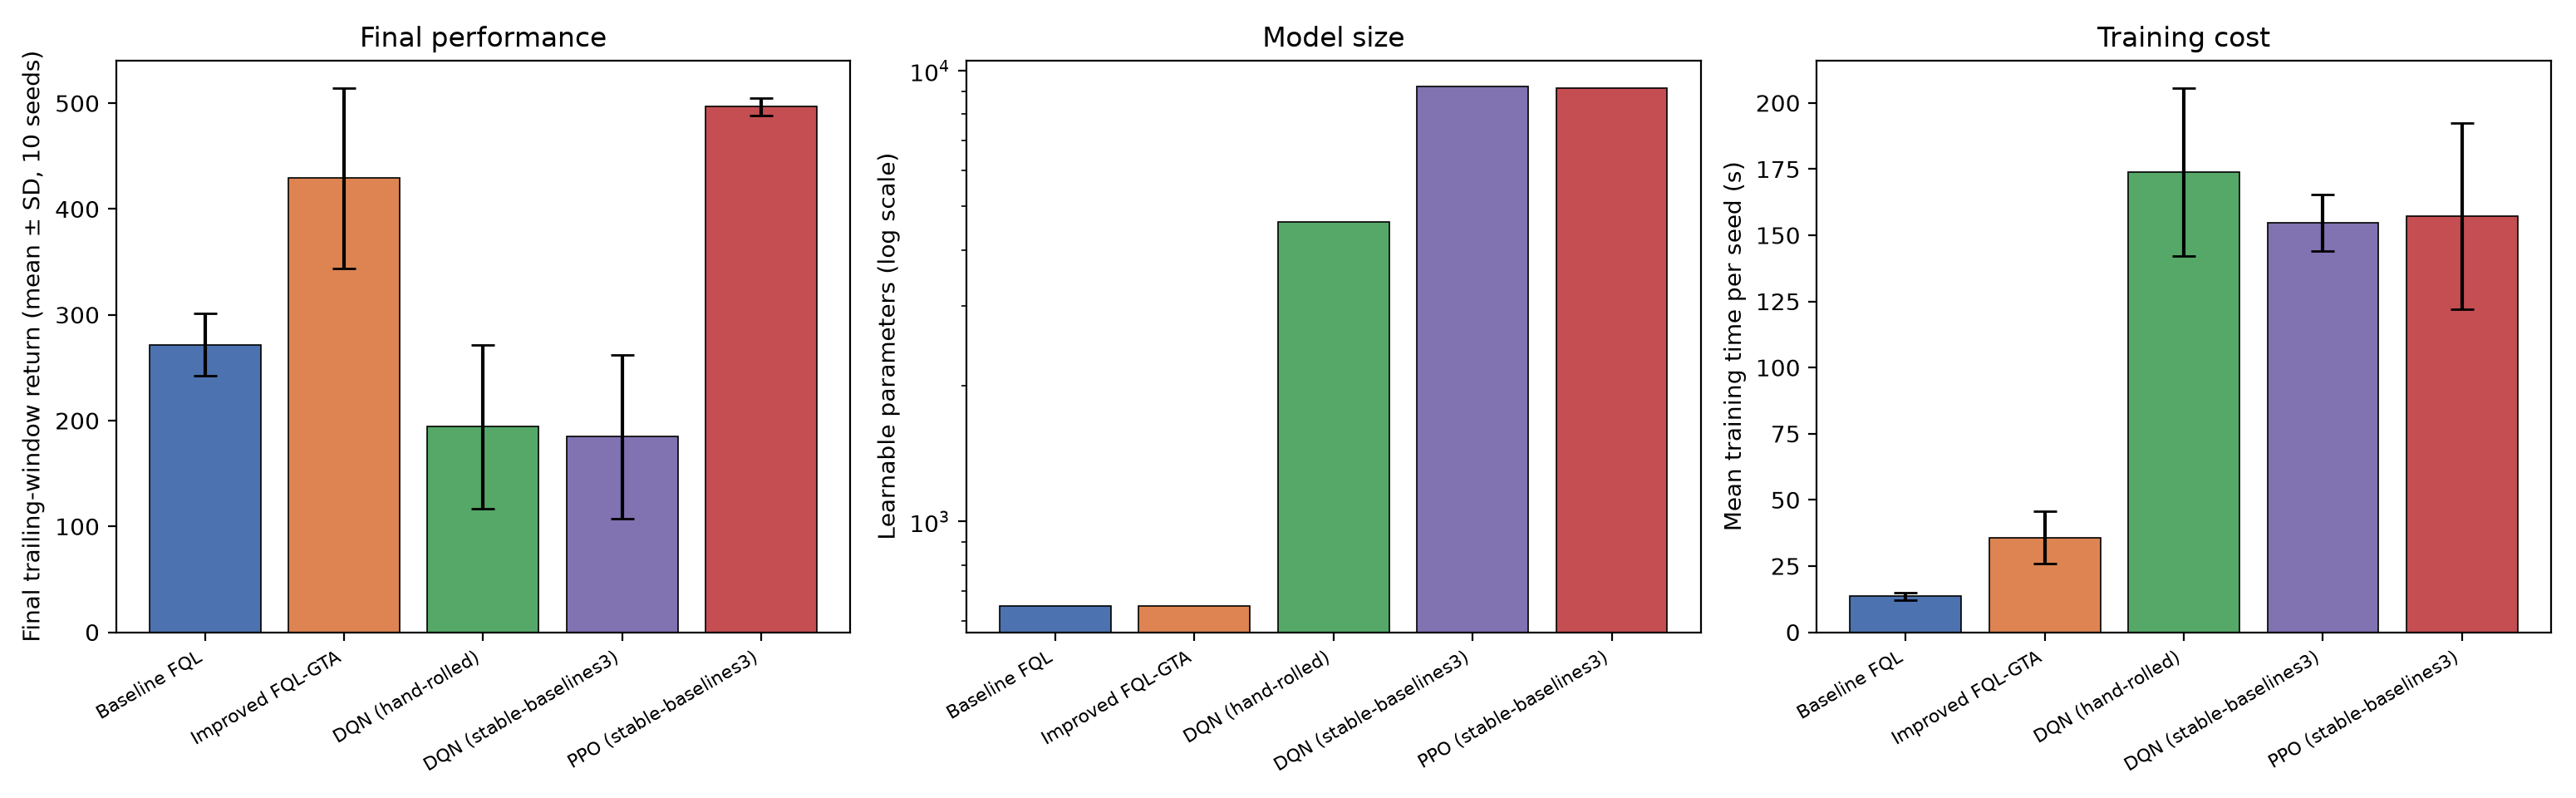 Final performance
Final trailing-window return (mean ± SD, 10 seeds)
500
400
300
200
100
0
Baseline FQL
Improved FQL-GTA
DQN (hand-rolled)
DQN (stable-baselines3)
PPO (stable-baselines3)
Model size
Learnable parameters (log scale)
10⁴
10³
Baseline FQL
Improved FQL-GTA
DQN (hand-rolled)
DQN (stable-baselines3)
PPO (stable-baselines3)
Training cost
Mean training time per seed (s)
200
175
150
125
100
75
50
25
0
Baseline FQL
Improved FQL-GTA
DQN (hand-rolled)
DQN (stable-baselines3)
PPO (stable-baselines3)